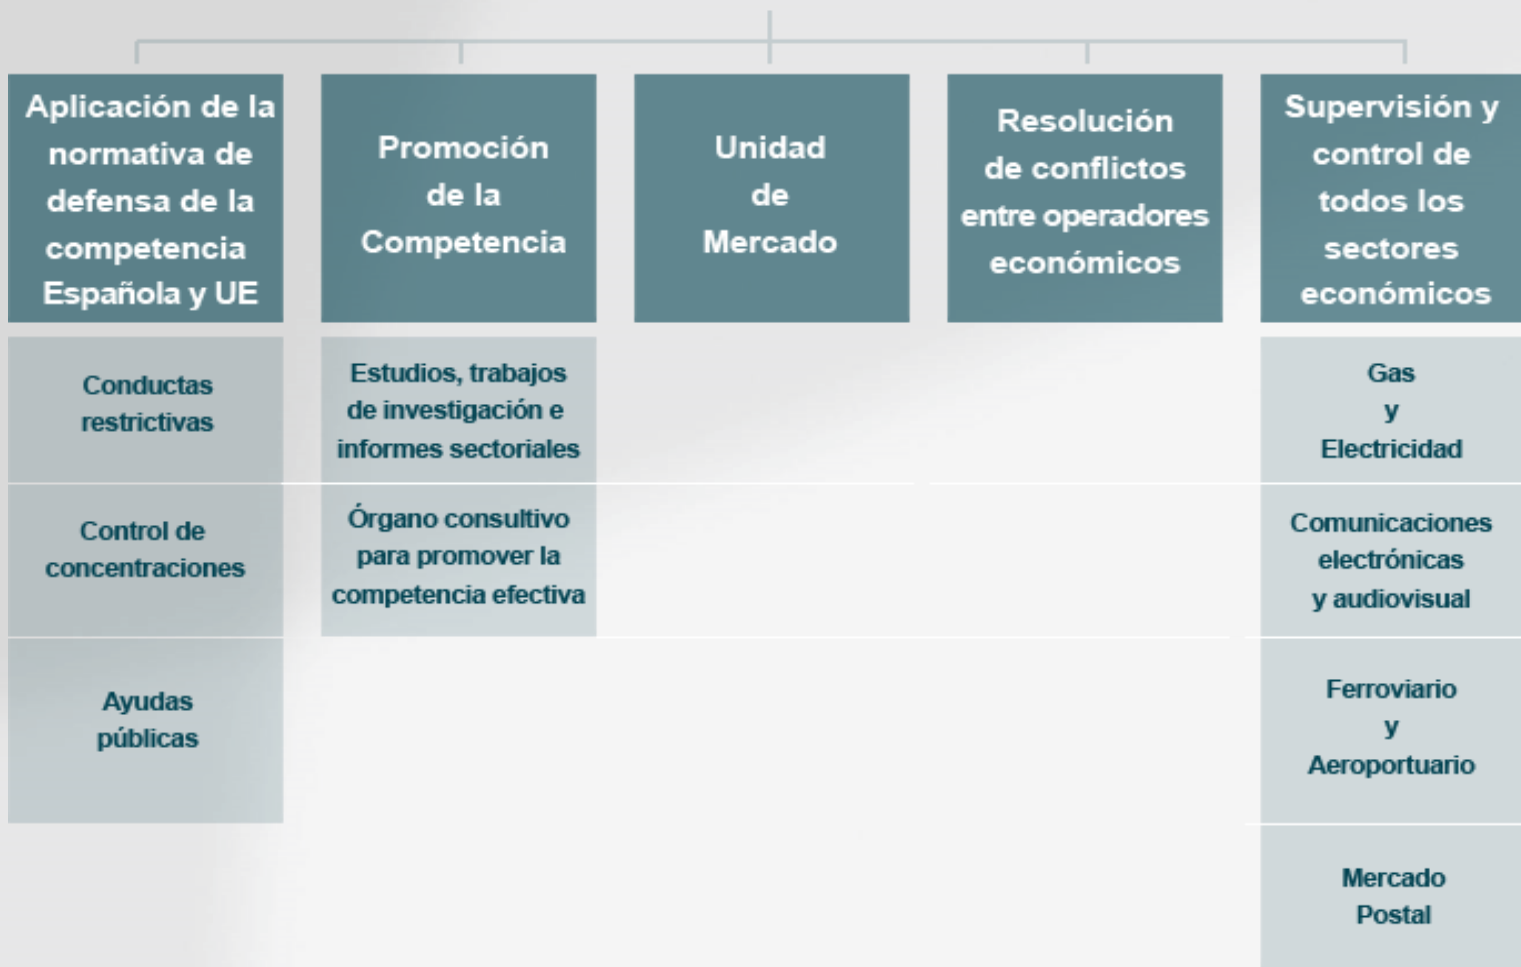 Aplicación de la
normativa de
defensa de la
competencia
Española y UE
Promoción
de la
Competencia
Unidad
de
Mercado
Resolución
de conflictos
entre operadores
económicos
Supervisión y
control de
todos los
sectores
económicos
Conductas
restrictivas
Control de
concentraciones
Ayudas
públicas
Estudios, trabajos
de investigación e
informes sectoriales
Órgano consultivo
para promover la
competencia efectiva
Gas
y
Electricidad
Comunicaciones
electrónicas
y audiovisual
Ferroviario
y
Aeroportuario
Mercado
Postal